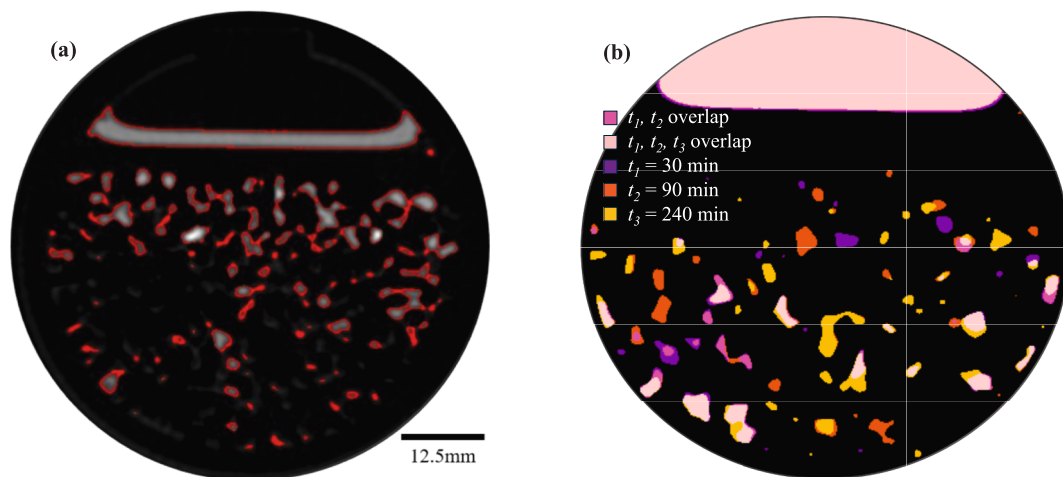 (a)
12.5mm
(b)
t₁, t₂ overlap
t₁, t₂, t₃ overlap
t₁ = 30 min
t₂ = 90 min
t₃ = 240 min